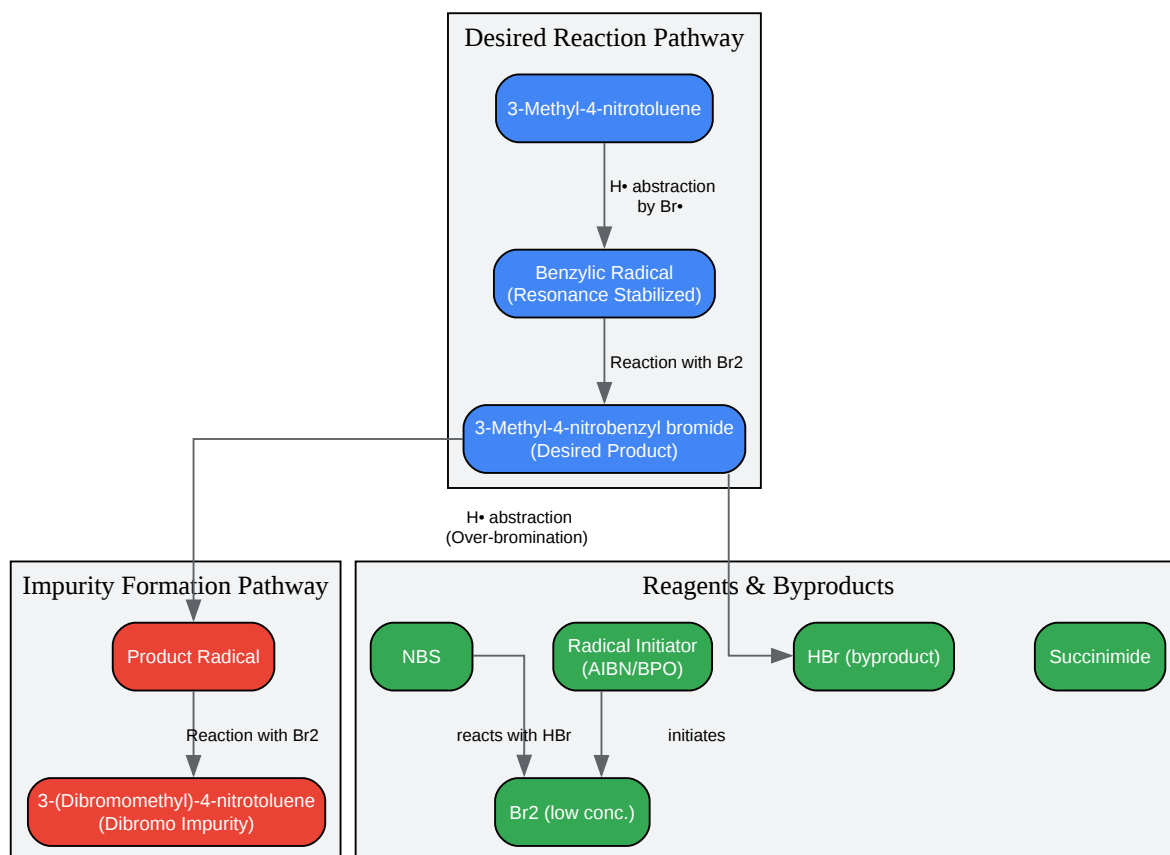 Desired Reaction Pathway
3-Methyl-4-nitrotoluene
H• abstraction
by Br•
Benzylic Radical
(Resonance Stabilized)
Reaction with Br2
3-Methyl-4-nitrobenzyl bromide
(Desired Product)
H• abstraction
(Over-bromination)
Impurity Formation Pathway
Product Radical
Reaction with Br2
3-(Dibromomethyl)-4-nitrotoluene
(Dibromo Impurity)
Reagents & Byproducts
NBS
Radical Initiator
(AIBN/BPO)
HBr (byproduct)
Succinimide
reacts with HBr
initiates
Br2 (low conc.)